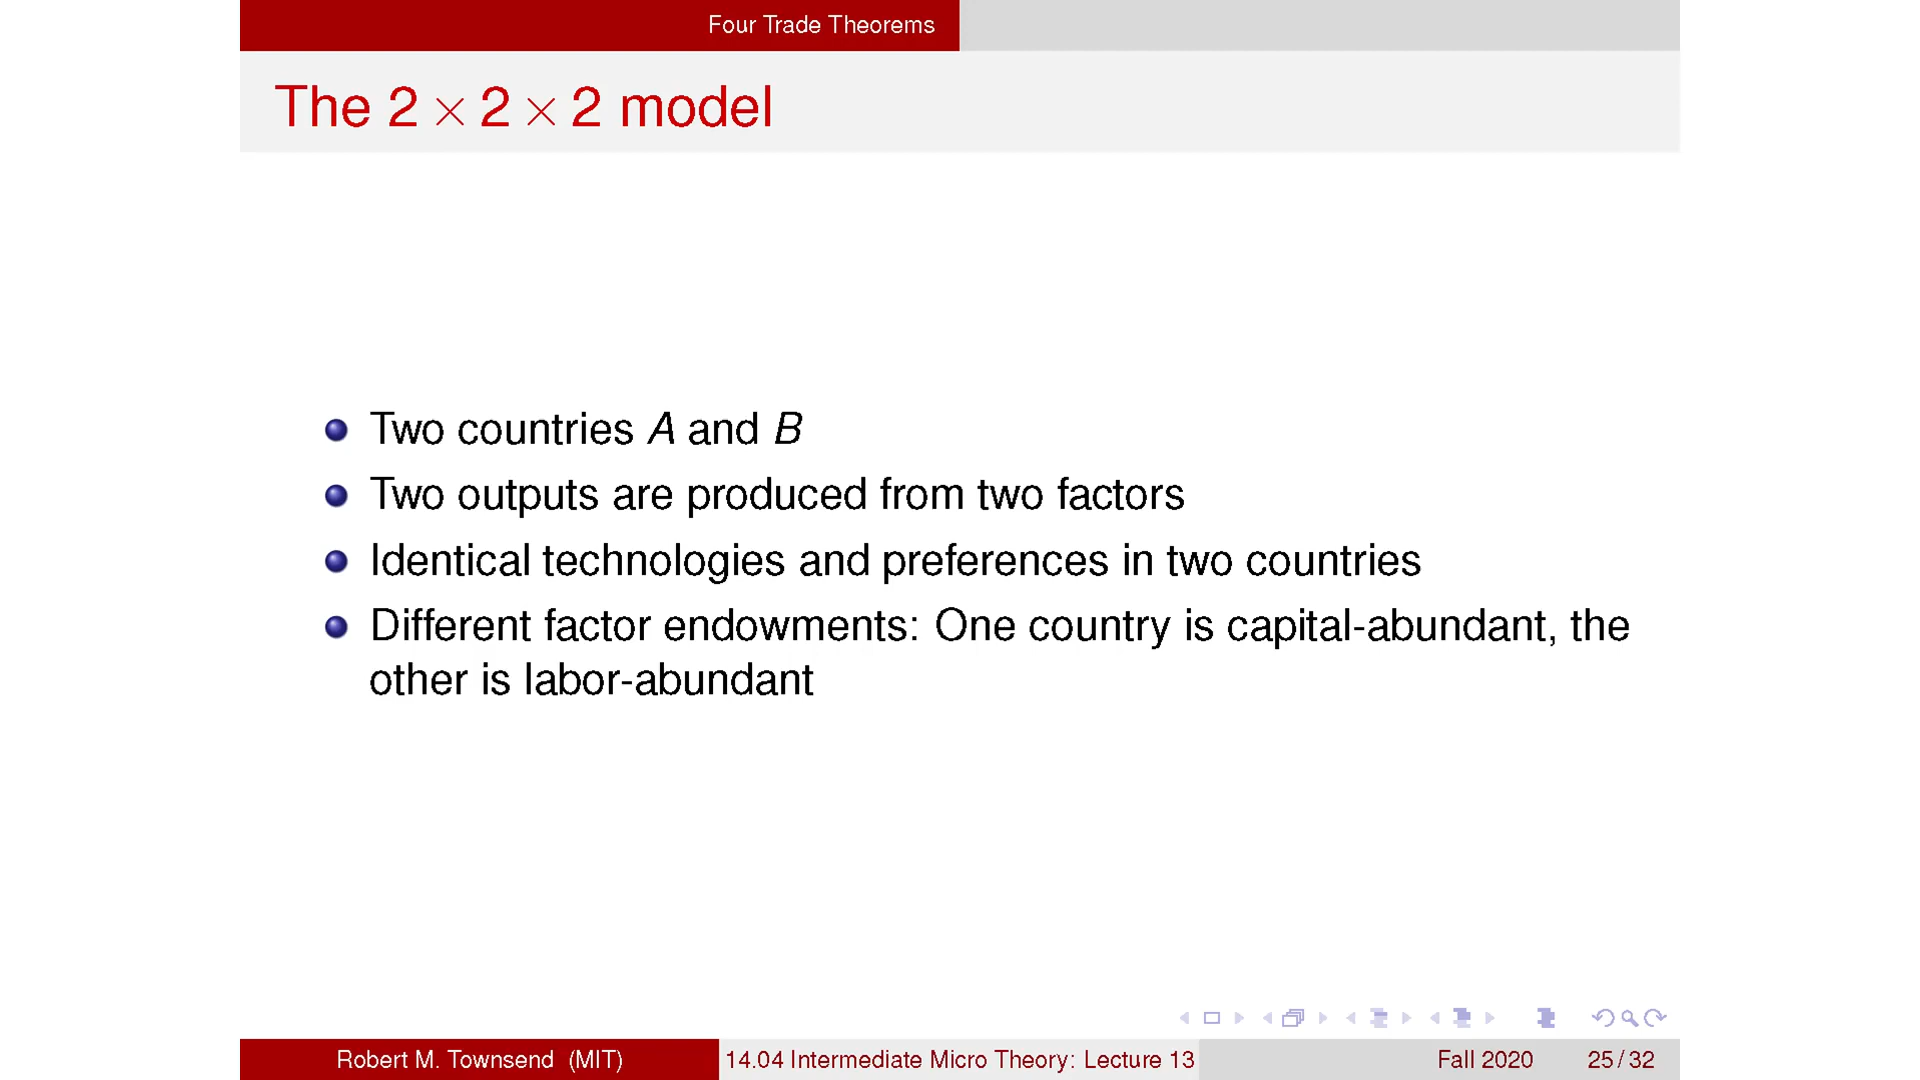 Four Trade Theorems
The 2 × 2 × 2 model
Two countries A and B
Two outputs are produced from two factors
Identical technologies and preferences in two countries
Different factor endowments: One country is capital-abundant, the
other is labor-abundant
Robert M. Townsend (MIT) 14.04 Intermediate Micro Theory: Lecture 13 Fall 2020 25 / 32